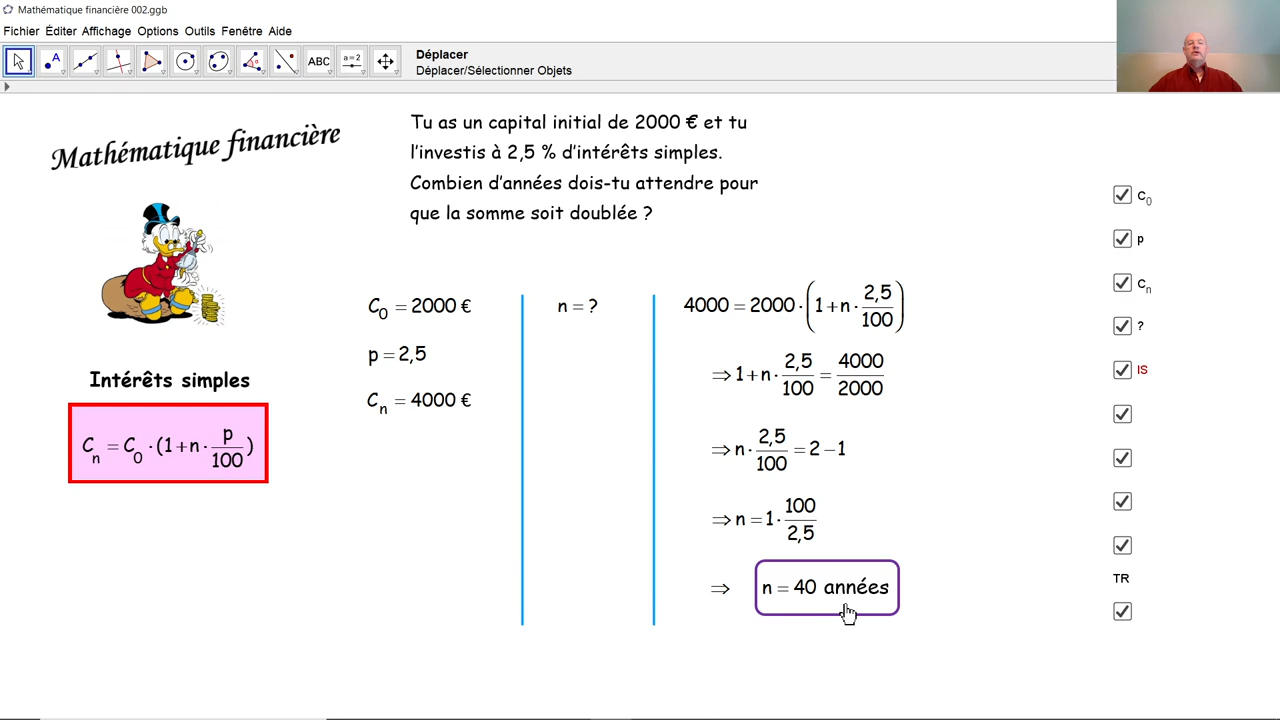 Mathématique financière 002.ggb
Fichier Éditer Affichage Options Outils Fenêtre Aide
A
ABC
a=2
Déplacer
Déplacer/Sélectionner Objets
Mathématique financière
Tu as un capital initial de 2000 € et tu
l’investis à 2,5 % d’intérêts simples.
Combien d’années dois-tu attendre pour
que la somme soit doublée ?
Intérêts simples
Cn = C0 · (1+n · p/100)
C0 = 2000 €
p = 2,5
Cn = 4000 €
n = ?
4000 = 2000 · (1+n · 2,5/100)
⇒ 1+n · 2,5/100 = 4000/2000
⇒ n · 2,5/100 = 2 − 1
⇒ n = 1 · 100/2,5
⇒ n = 40 années
C0
p
Cn
?
IS
TR